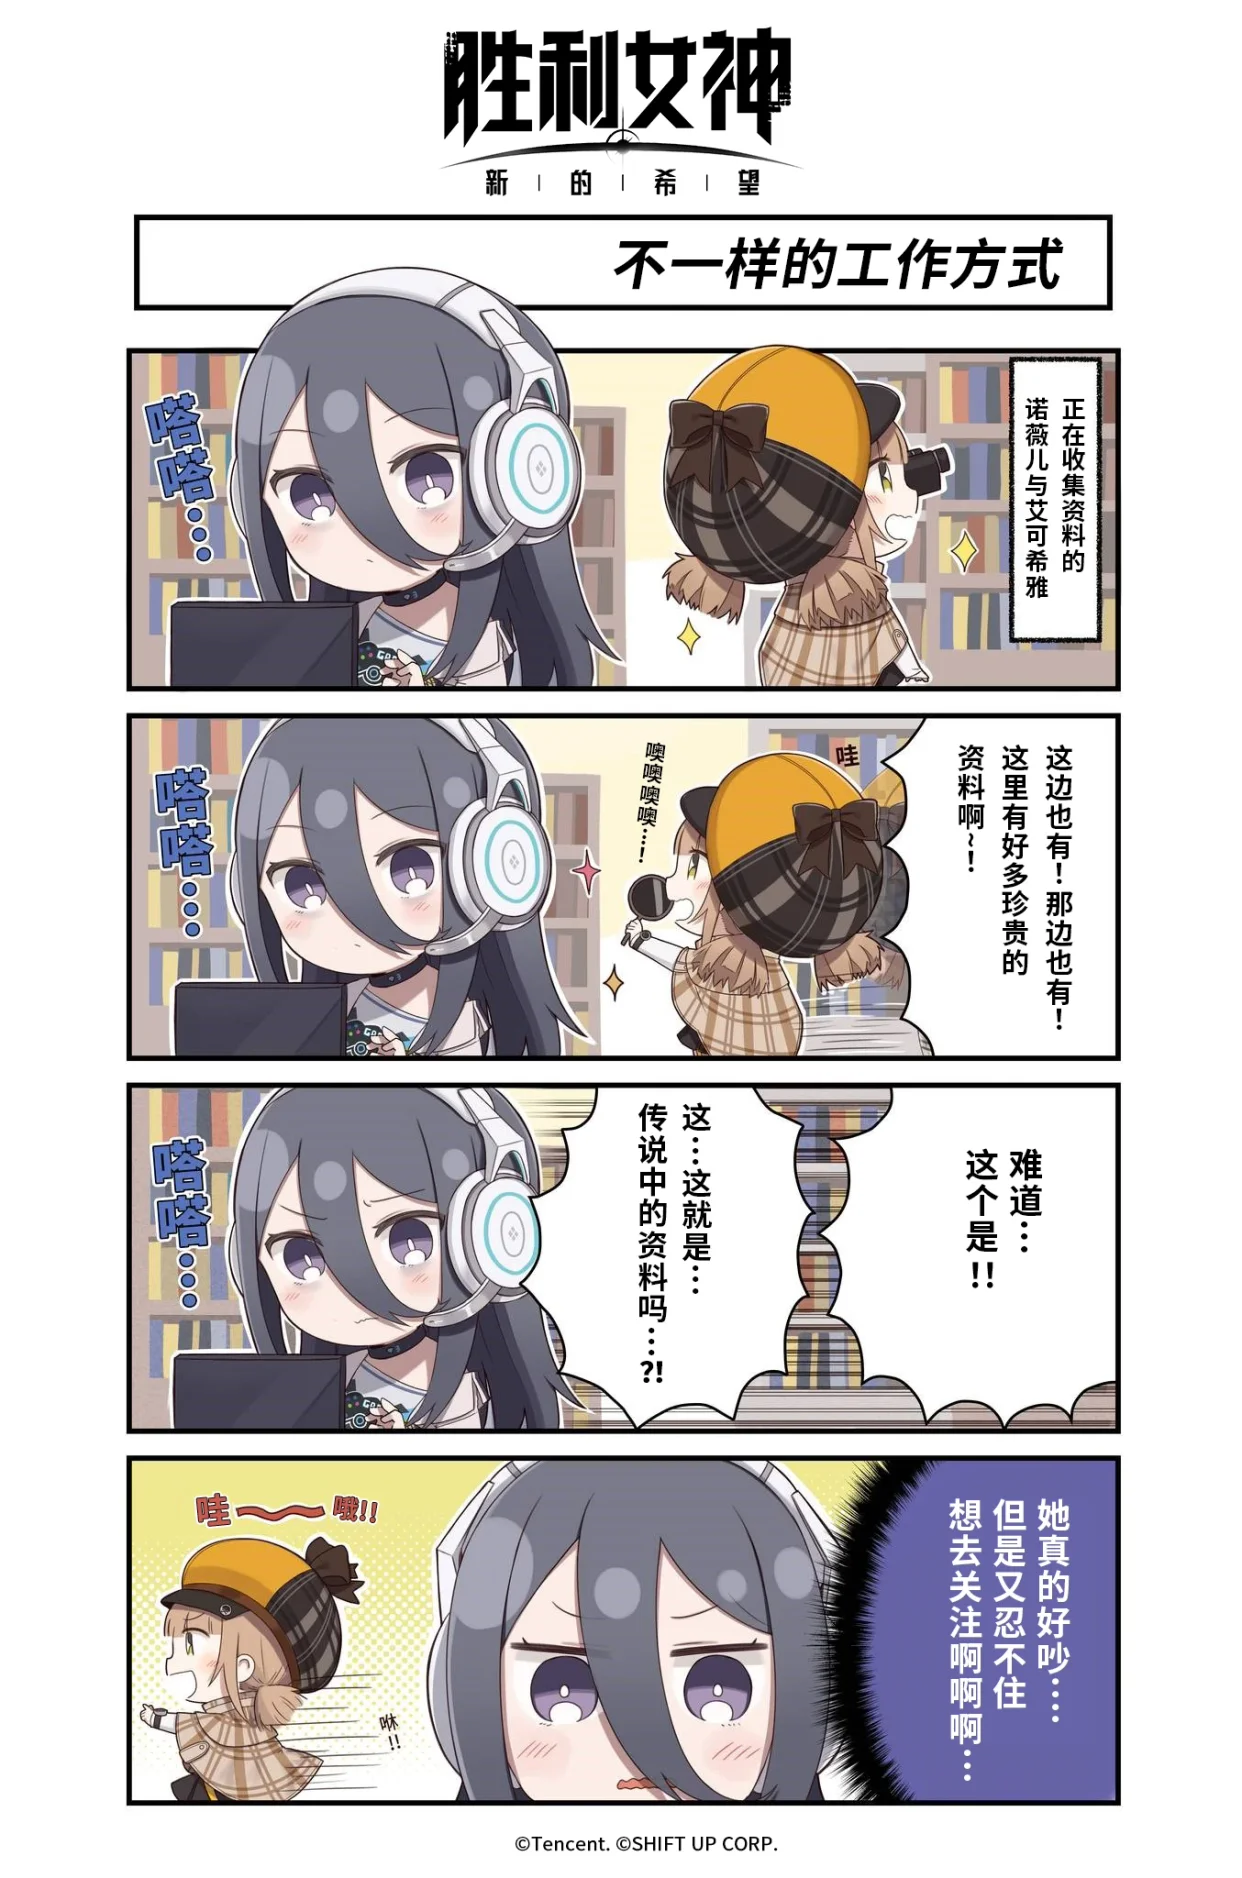 胜利女神
新的希望
不一样的工作方式
正在收集资料的
诺薇儿与艾可希雅
嗒嗒…
这边也有！那边也有！
这里有好多珍贵的
资料啊~！
哇
噢噢噢噢…！
嗒嗒…
难道…
这个是!!
这…这就是…
传说中的资料吗…?!
嗒嗒…
她真的好吵…
但是又忍不住
想去关注啊啊啊…
哇——哦!!
咻!!
©Tencent. ©SHIFT UP CORP.